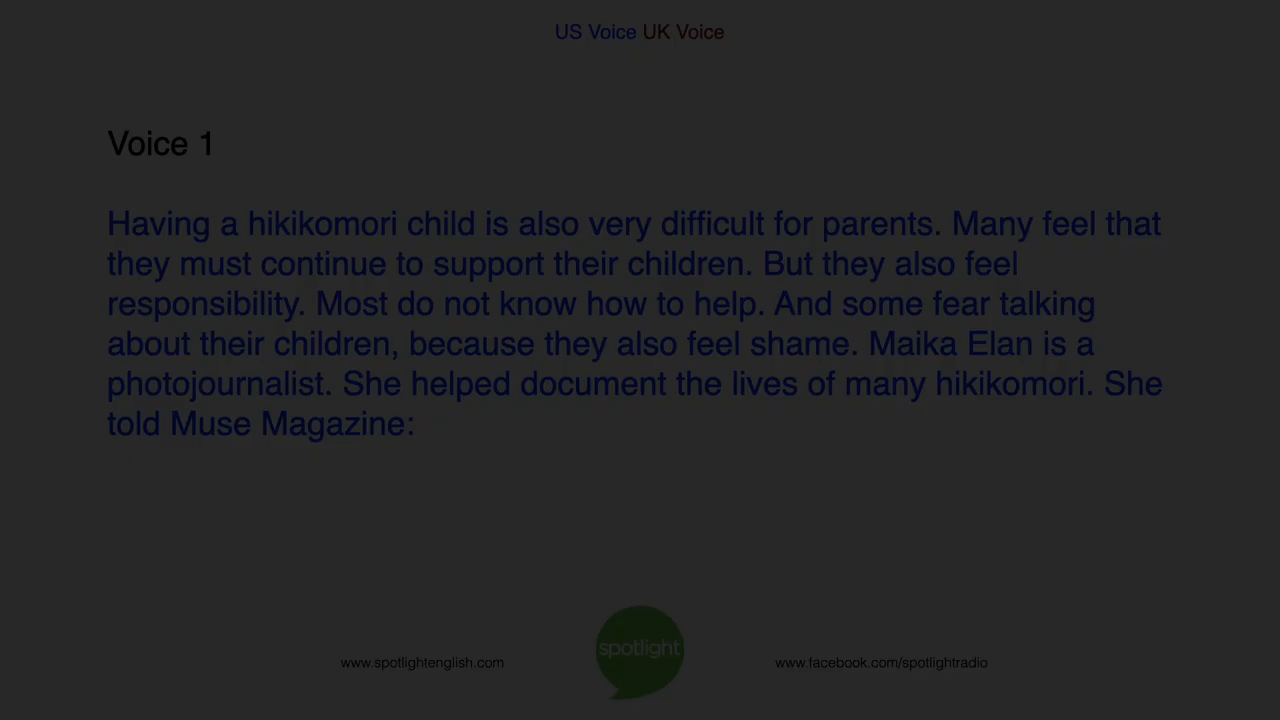 US Voice UK Voice
Voice 1
Having a hikikomori child is also very difficult for parents. Many feel that
they must continue to support their children. But they also feel
responsibility. Most do not know how to help. And some fear talking
about their children, because they also feel shame. Maika Elan is a
photojournalist. She helped document the lives of many hikikomori. She
told Muse Magazine:
www.spotlightenglish.com
spotlight
www.facebook.com/spotlightradio